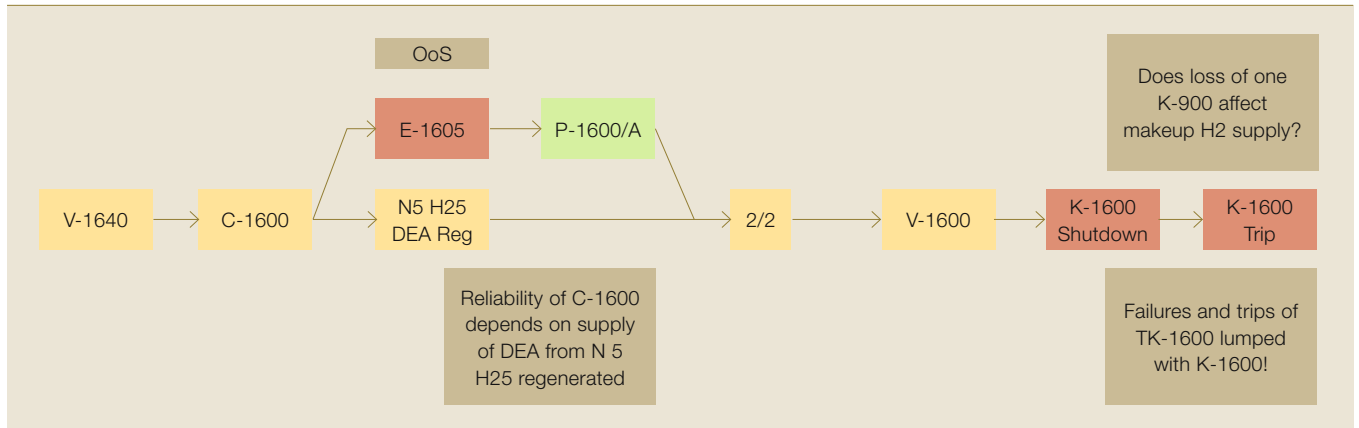 OoS
Does loss of one
K-900 affect
makeup H2 supply?
E-1605
P-1600/A
V-1640
C-1600
N5 H25
DEA Reg
2/2
V-1600
K-1600
Shutdown
K-1600
Trip
Reliability of C-1600
depends on supply
of DEA from N 5
H25 regenerated
Failures and trips of
TK-1600 lumped
with K-1600!